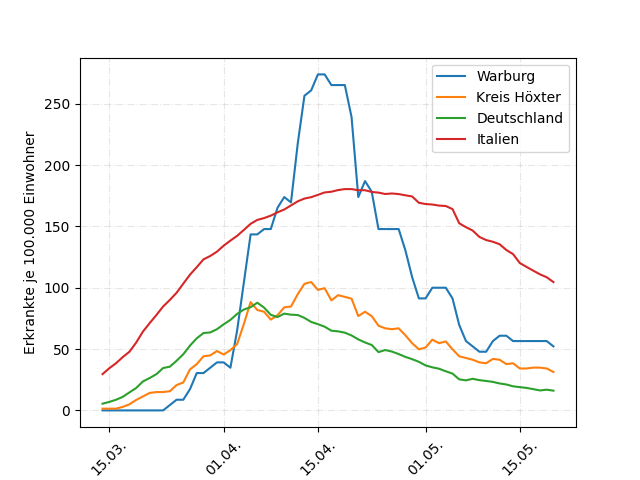 Erkrankte je 100.000 Einwohner
250
200
150
100
50
0
15.03.
01.04.
15.04.
01.05.
15.05.
Warburg
Kreis Höxter
Deutschland
Italien